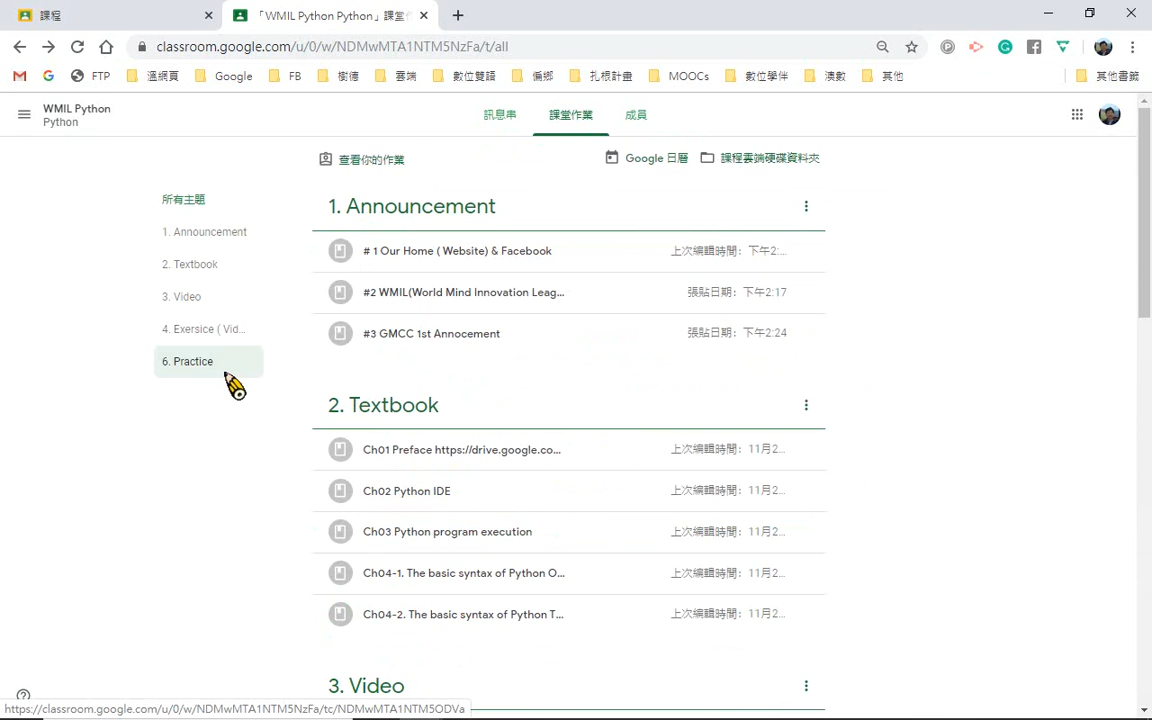 課程
「WMIL Python Python」課堂作
classroom.google.com/u/0/w/NDMwMTA1NTM5NzFa/t/all
FTP
溫網頁
Google
FB
樹德
雲端
數位雙語
偏鄉
扎根計畫
MOOCs
數位學伴
澳數
其他
其他書籤
WMIL Python
Python
訊息串
課堂作業
成員
查看你的作業
Google 日曆
課程雲端硬碟資料夾
所有主題
1. Announcement
2. Textbook
3. Video
4. Exersice ( Vid...
6. Practice
1. Announcement
# 1 Our Home ( Website) & Facebook
上次編輯時間：下午2:...
#2 WMIL(World Mind Innovation Leag...
張貼日期：下午2:17
#3 GMCC 1st Annocement
張貼日期：下午2:24
2. Textbook
Ch01 Preface https://drive.google.co...
上次編輯時間：11月2...
Ch02 Python IDE
上次編輯時間：11月2...
Ch03 Python program execution
上次編輯時間：11月2...
Ch04-1. The basic syntax of Python O...
上次編輯時間：11月2...
Ch04-2. The basic syntax of Python T...
上次編輯時間：11月2...
3. Video
https://classroom.google.com/u/0/w/NDMwMTA1NTM5NzFa/tc/NDMwMTA1NTM5ODVa